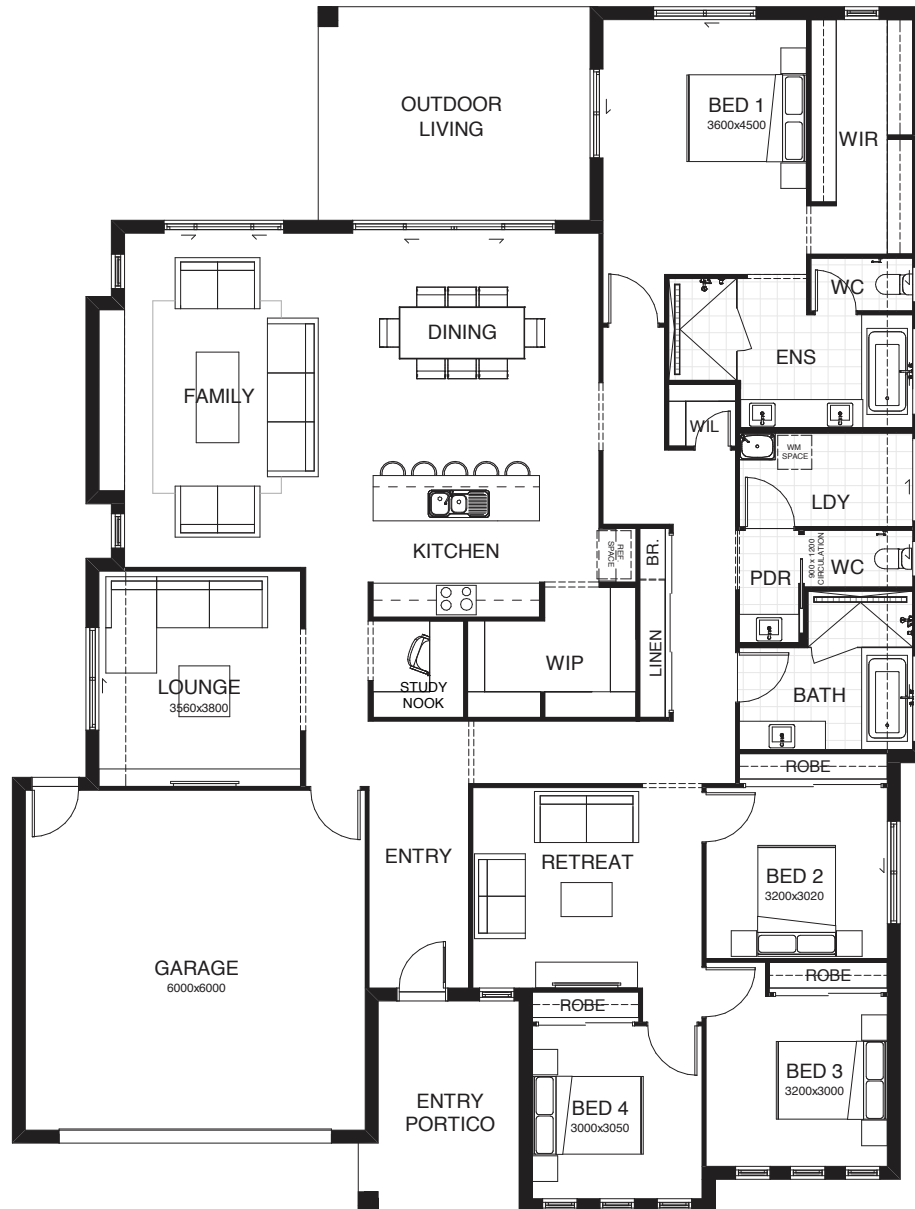 OUTDOOR
LIVING
BED 1
3600x4500
WIR
WC
DINING
ENS
FAMILY
WIL
WM
SPACE
LDY
KITCHEN
REF.
SPACE
BR.
PDR
900 x 1200
CIRCULATION
WC
WIP
LINEN
LOUNGE
3560x3800
STUDY
NOOK
BATH
ROBE
ENTRY
RETREAT
BED 2
3200x3020
GARAGE
6000x6000
ROBE
ROBE
BED 3
3200x3000
ENTRY
PORTICO
BED 4
3000x3050